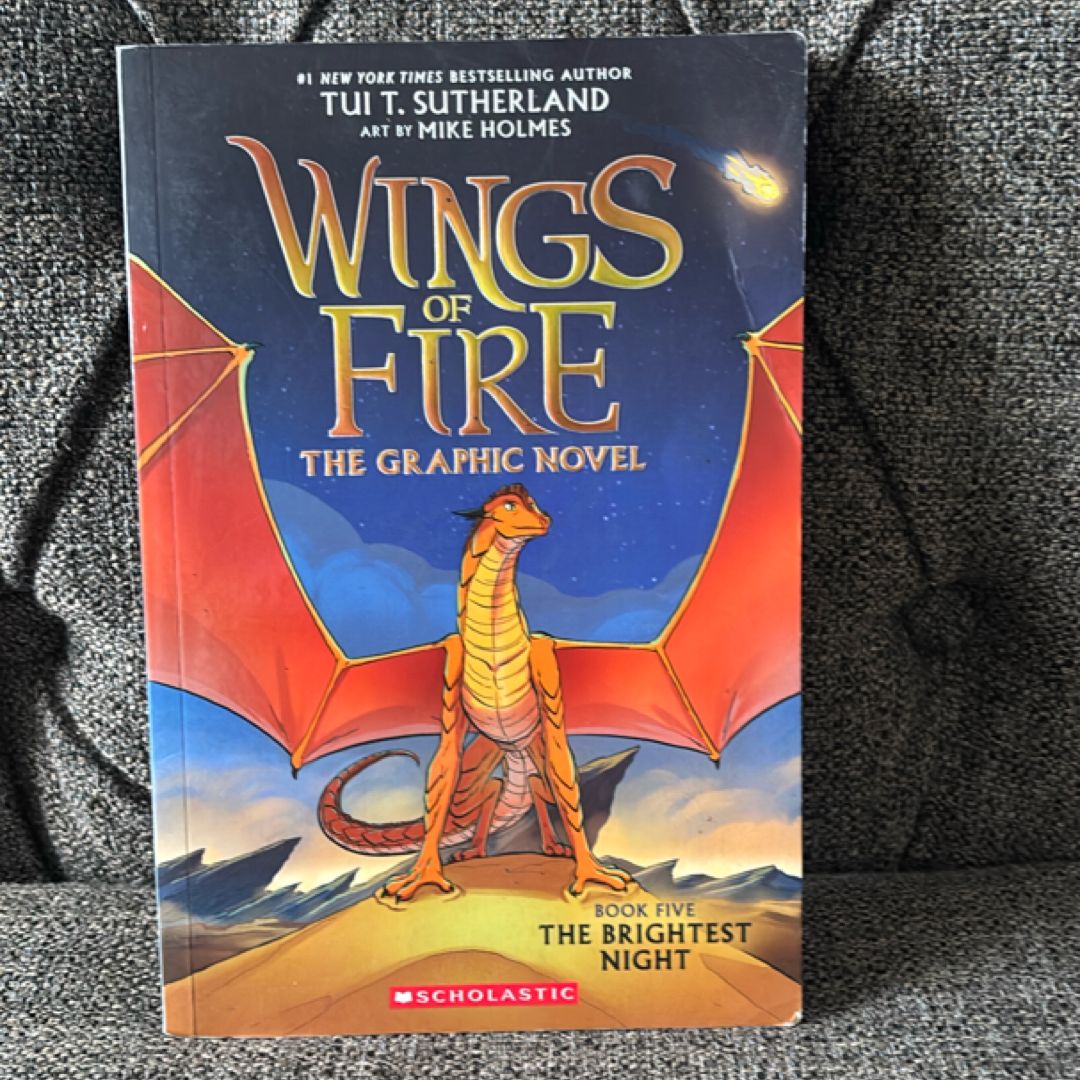 #1 NEW YORK TIMES BESTSELLING AUTHOR
TUI T. SUTHERLAND
ART BY MIKE HOLMES
WINGS
OF
FIRE
THE GRAPHIC NOVEL
BOOK FIVE
THE BRIGHTEST
NIGHT
SCHOLASTIC